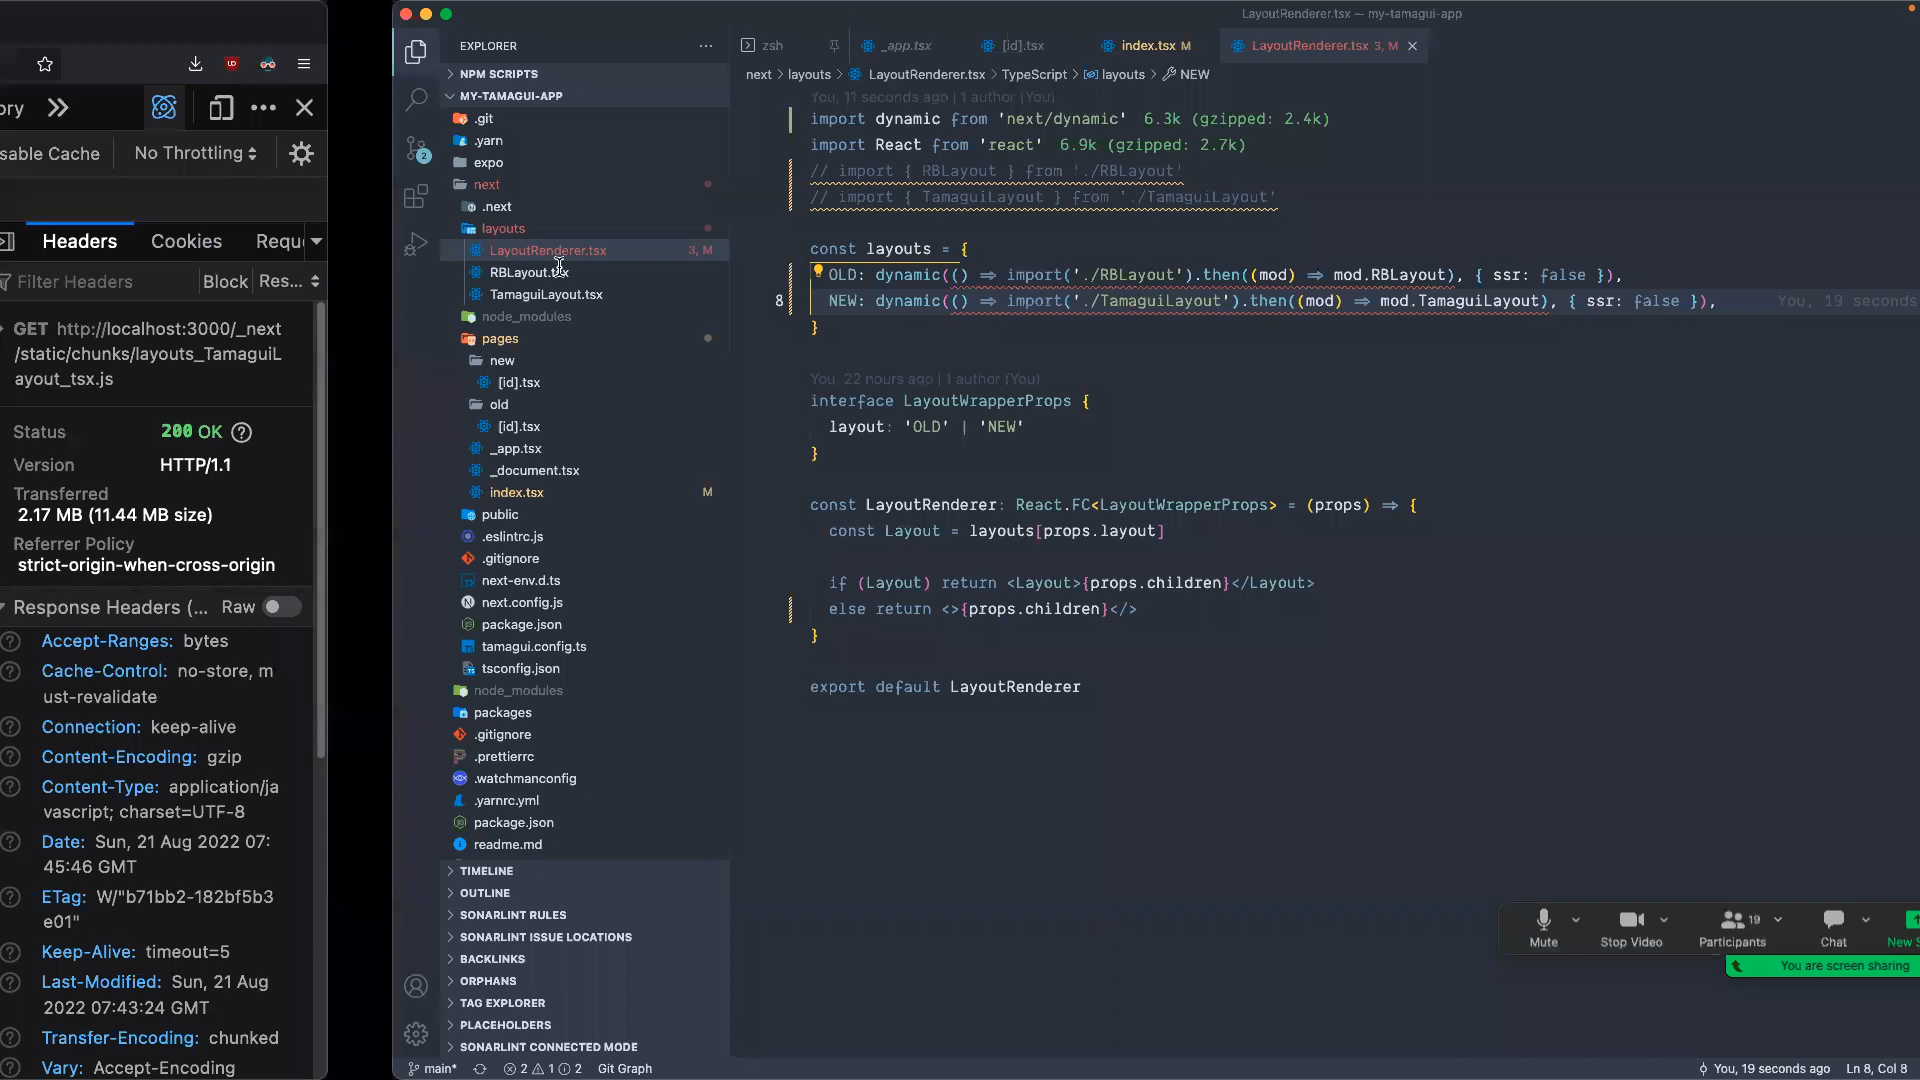 ory
sable Cache
No Throttling
Headers
Cookies
Requ
Filter Headers
Block
Res...
GET http://localhost:3000/_next
/static/chunks/layouts_TamaguiL
ayout_tsx.js
Status 200 OK
Version HTTP/1.1
Transferred
2.17 MB (11.44 MB size)
Referrer Policy
strict-origin-when-cross-origin
Response Headers (... Raw
Accept-Ranges: bytes
Cache-Control: no-store, m
ust-revalidate
Connection: keep-alive
Content-Encoding: gzip
Content-Type: application/ja
vascript; charset=UTF-8
Date: Sun, 21 Aug 2022 07:
45:46 GMT
ETag: W/"b71bb2-182bf5b3
e01"
Keep-Alive: timeout=5
Last-Modified: Sun, 21 Aug
2022 07:43:24 GMT
Transfer-Encoding: chunked
Vary: Accept-Encoding
LayoutRenderer.tsx — my-tamagui-app
EXPLORER
NPM SCRIPTS
MY-TAMAGUI-APP
.git
.yarn
expo
next
.next
layouts
LayoutRenderer.tsx 3, M
RBLayout.tsx
TamaguiLayout.tsx
node_modules
pages
new
[id].tsx
old
[id].tsx
_app.tsx
_document.tsx
index.tsx M
public
.eslintrc.js
.gitignore
next-env.d.ts
next.config.js
package.json
tamagui.config.ts
tsconfig.json
node_modules
packages
.gitignore
.prettierrc
.watchmanconfig
.yarnrc.yml
package.json
readme.md
TIMELINE
OUTLINE
SONARLINT RULES
SONARLINT ISSUE LOCATIONS
BACKLINKS
ORPHANS
TAG EXPLORER
PLACEHOLDERS
SONARLINT CONNECTED MODE
2
zsh
_app.tsx
[id].tsx
index.tsx M
LayoutRenderer.tsx 3, M
next > layouts > LayoutRenderer.tsx > TypeScript > layouts > NEW
You, 11 seconds ago | 1 author (You)
import dynamic from 'next/dynamic' 6.3k (gzipped: 2.4k)
import React from 'react' 6.9k (gzipped: 2.7k)
// import { RBLayout } from './RBLayout'
// import { TamaguiLayout } from './TamaguiLayout'
const layouts = {
OLD: dynamic(() ⇒ import('./RBLayout').then((mod) ⇒ mod.RBLayout), { ssr: false }),
8 NEW: dynamic(() ⇒ import('./TamaguiLayout').then((mod) ⇒ mod.TamaguiLayout), { ssr: false }), You, 19 seconds
}
You, 22 hours ago | 1 author (You)
interface LayoutWrapperProps {
layout: 'OLD' | 'NEW'
}
const LayoutRenderer: React.FC<LayoutWrapperProps> = (props) ⇒ {
const Layout = layouts[props.layout]
if (Layout) return <Layout>{props.children}</Layout>
else return <>{props.children}</>
}
export default LayoutRenderer
Mute
Stop Video
19
Participants
Chat
New S
You are screen sharing
main*
2
1
2
Git Graph
You, 19 seconds ago
Ln 8, Col 8